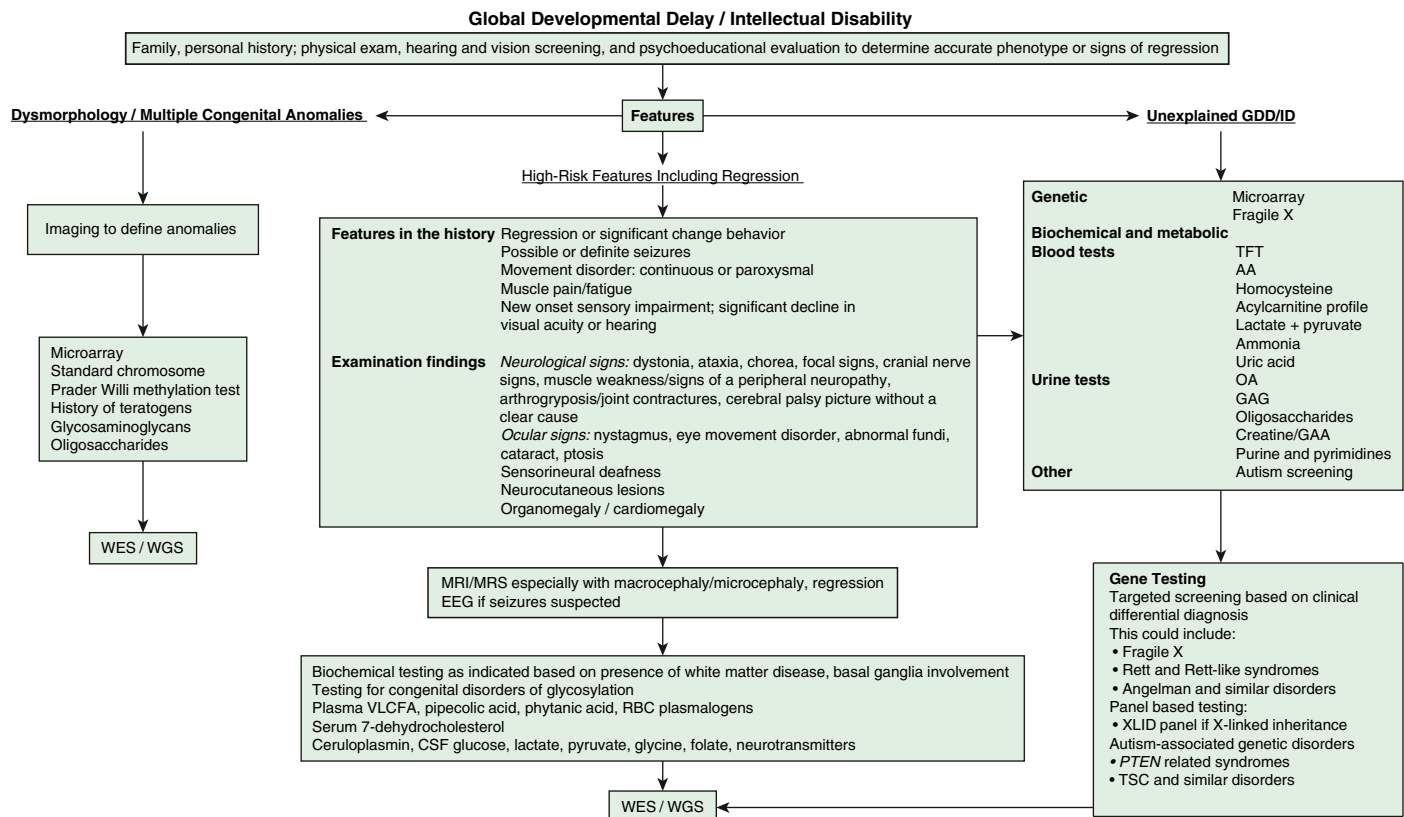 Global Developmental Delay / Intellectual Disability
Family, personal history; physical exam, hearing and vision screening, and psychoeducational evaluation to determine accurate phenotype or signs of regression
Features
Dysmorphology / Multiple Congenital Anomalies
Imaging to define anomalies
Microarray
Standard chromosome
Prader Willi methylation test
History of teratogens
Glycosaminoglycans
Oligosaccharides
WES / WGS
High-Risk Features Including Regression
Features in the history Regression or significant change behavior
Possible or definite seizures
Movement disorder: continuous or paroxysmal
Muscle pain/fatigue
New onset sensory impairment; significant decline in
visual acuity or hearing
Examination findings Neurological signs: dystonia, ataxia, chorea, focal signs, cranial nerve
signs, muscle weakness/signs of a peripheral neuropathy,
arthrogryposis/joint contractures, cerebral palsy picture without a
clear cause
Ocular signs: nystagmus, eye movement disorder, abnormal fundi,
cataract, ptosis
Sensorineural deafness
Neurocutaneous lesions
Organomegaly / cardiomegaly
MRI/MRS especially with macrocephaly/microcephaly, regression
EEG if seizures suspected
Biochemical testing as indicated based on presence of white matter disease, basal ganglia involvement
Testing for congenital disorders of glycosylation
Plasma VLCFA, pipecolic acid, phytanic acid, RBC plasmalogens
Serum 7-dehydrocholesterol
Ceruloplasmin, CSF glucose, lactate, pyruvate, glycine, folate, neurotransmitters
WES / WGS
Unexplained GDD/ID
Genetic Microarray
Fragile X
Biochemical and metabolic
Blood tests TFT
AA
Homocysteine
Acylcarnitine profile
Lactate + pyruvate
Ammonia
Uric acid
Urine tests OA
GAG
Oligosaccharides
Creatine/GAA
Purine and pyrimidines
Other Autism screening
Gene Testing
Targeted screening based on clinical
differential diagnosis
This could include:
• Fragile X
• Rett and Rett-like syndromes
• Angelman and similar disorders
Panel based testing:
• XLID panel if X-linked inheritance
Autism-associated genetic disorders
• PTEN related syndromes
• TSC and similar disorders